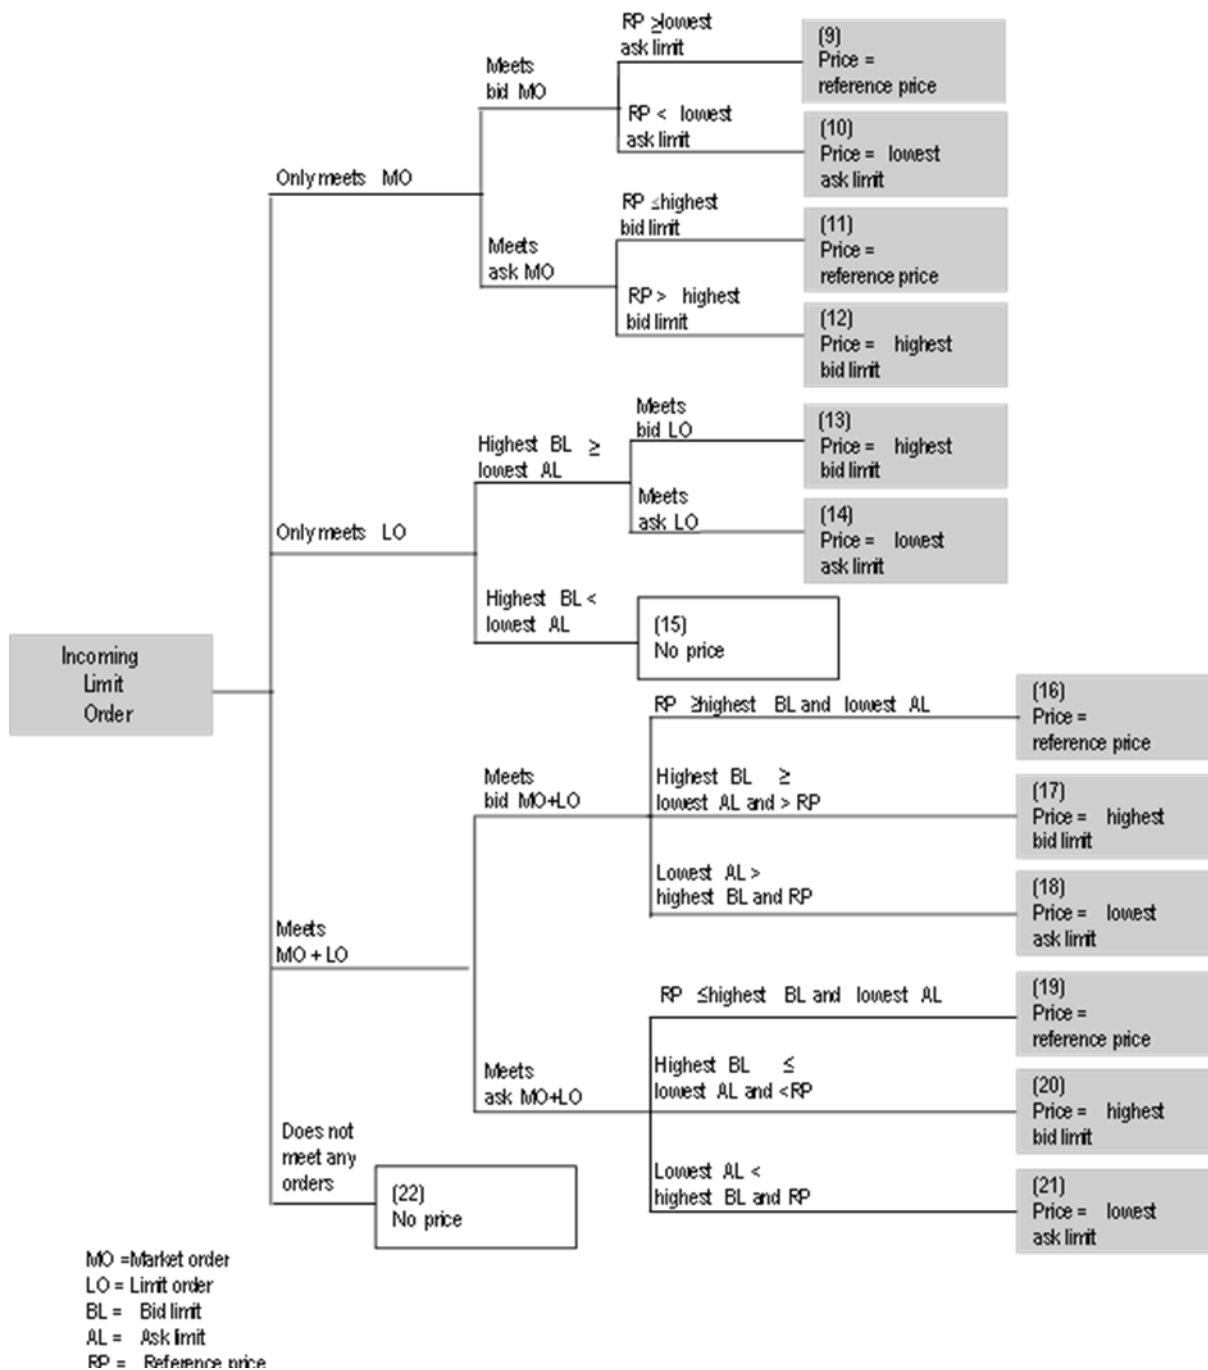 RP ≥lowest
ask limit
(9)
Price =
reference price
Meets
bid MO
RP < lowest
ask limit
(10)
Price = lowest
ask limit
Only meets MO
RP ≤highest
bid limit
(11)
Price =
reference price
Meets
ask MO
RP > highest
bid limit
(12)
Price = highest
bid limit
Meets
bid LO
(13)
Price = highest
bid limit
Highest BL ≥
lowest AL
Meets
ask LO
(14)
Price = lowest
ask limit
Only meets LO
Highest BL <
lowest AL
(15)
No price
Incoming
Limit
Order
RP ≥highest BL and lowest AL
(16)
Price =
reference price
Meets
bid MO+LO
Highest BL ≥
lowest AL and > RP
(17)
Price = highest
bid limit
Lowest AL >
highest BL and RP
(18)
Price = lowest
ask limit
Meets
MO + LO
RP ≤highest BL and lowest AL
(19)
Price =
reference price
Meets
ask MO+LO
Highest BL ≤
lowest AL and <RP
(20)
Price = highest
bid limit
Lowest AL <
highest BL and RP
(21)
Price = lowest
ask limit
Does not
meet any
orders
(22)
No price
MO =Market order
LO = Limit order
BL = Bid limit
AL = Ask limit
RP = Reference price